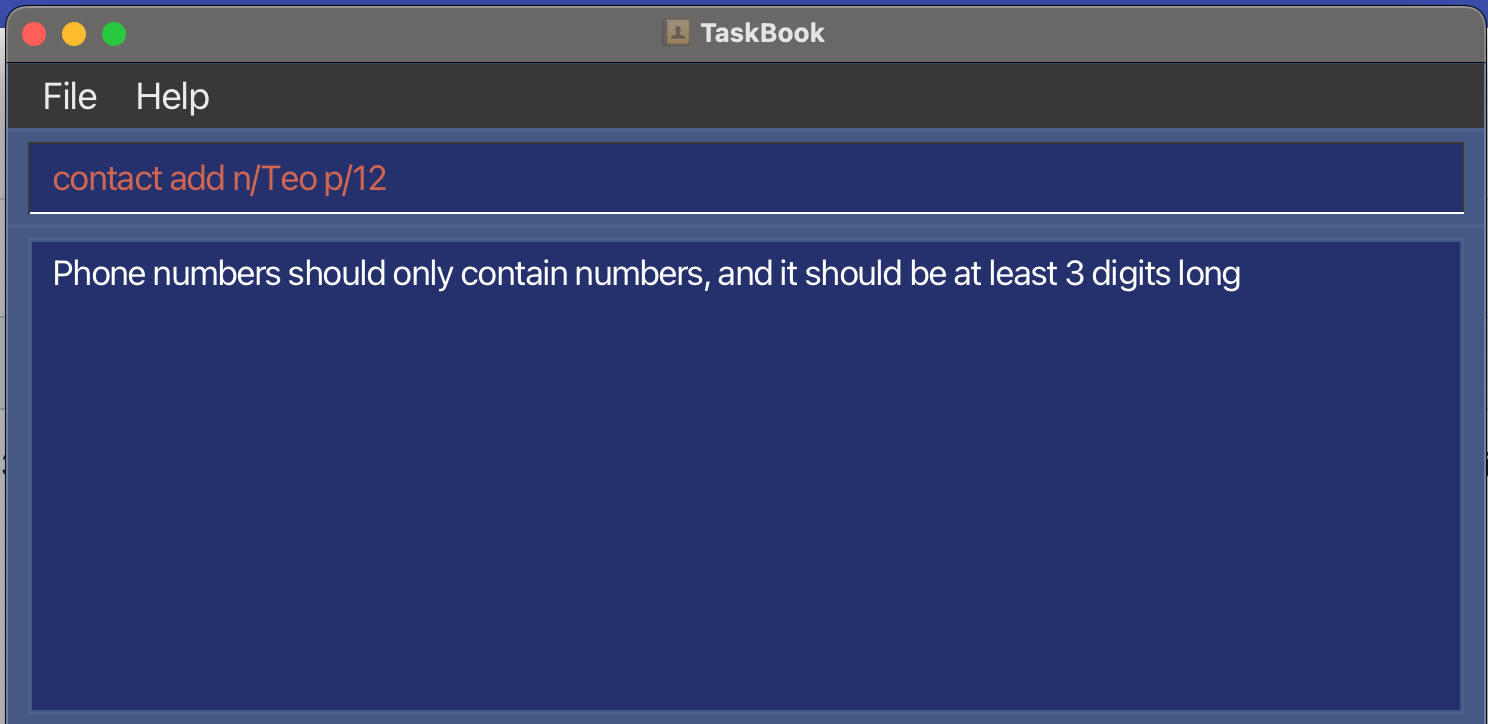 TaskBook
File Help
contact add n/Teo p/12
Phone numbers should only contain numbers, and it should be at least 3 digits long